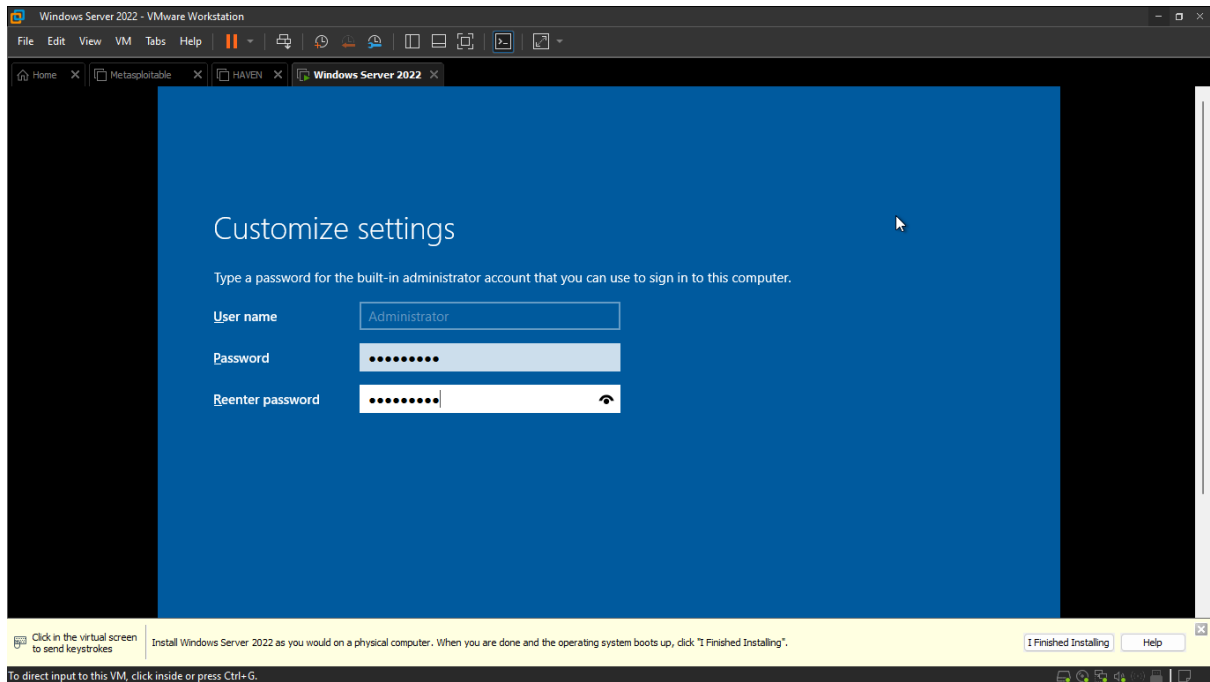 Windows Server 2022 - VMware Workstation
File Edit View VM Tabs Help
Home Metasploitable HAVEN Windows Server 2022
Customize settings
Type a password for the built-in administrator account that you can use to sign in to this computer.
User name Administrator
Password •••••••••
Reenter password •••••••••
Click in the virtual screen
to send keystrokes
Install Windows Server 2022 as you would on a physical computer. When you are done and the operating system boots up, click "I Finished Installing".
I Finished Installing Help
To direct input to this VM, click inside or press Ctrl+G.